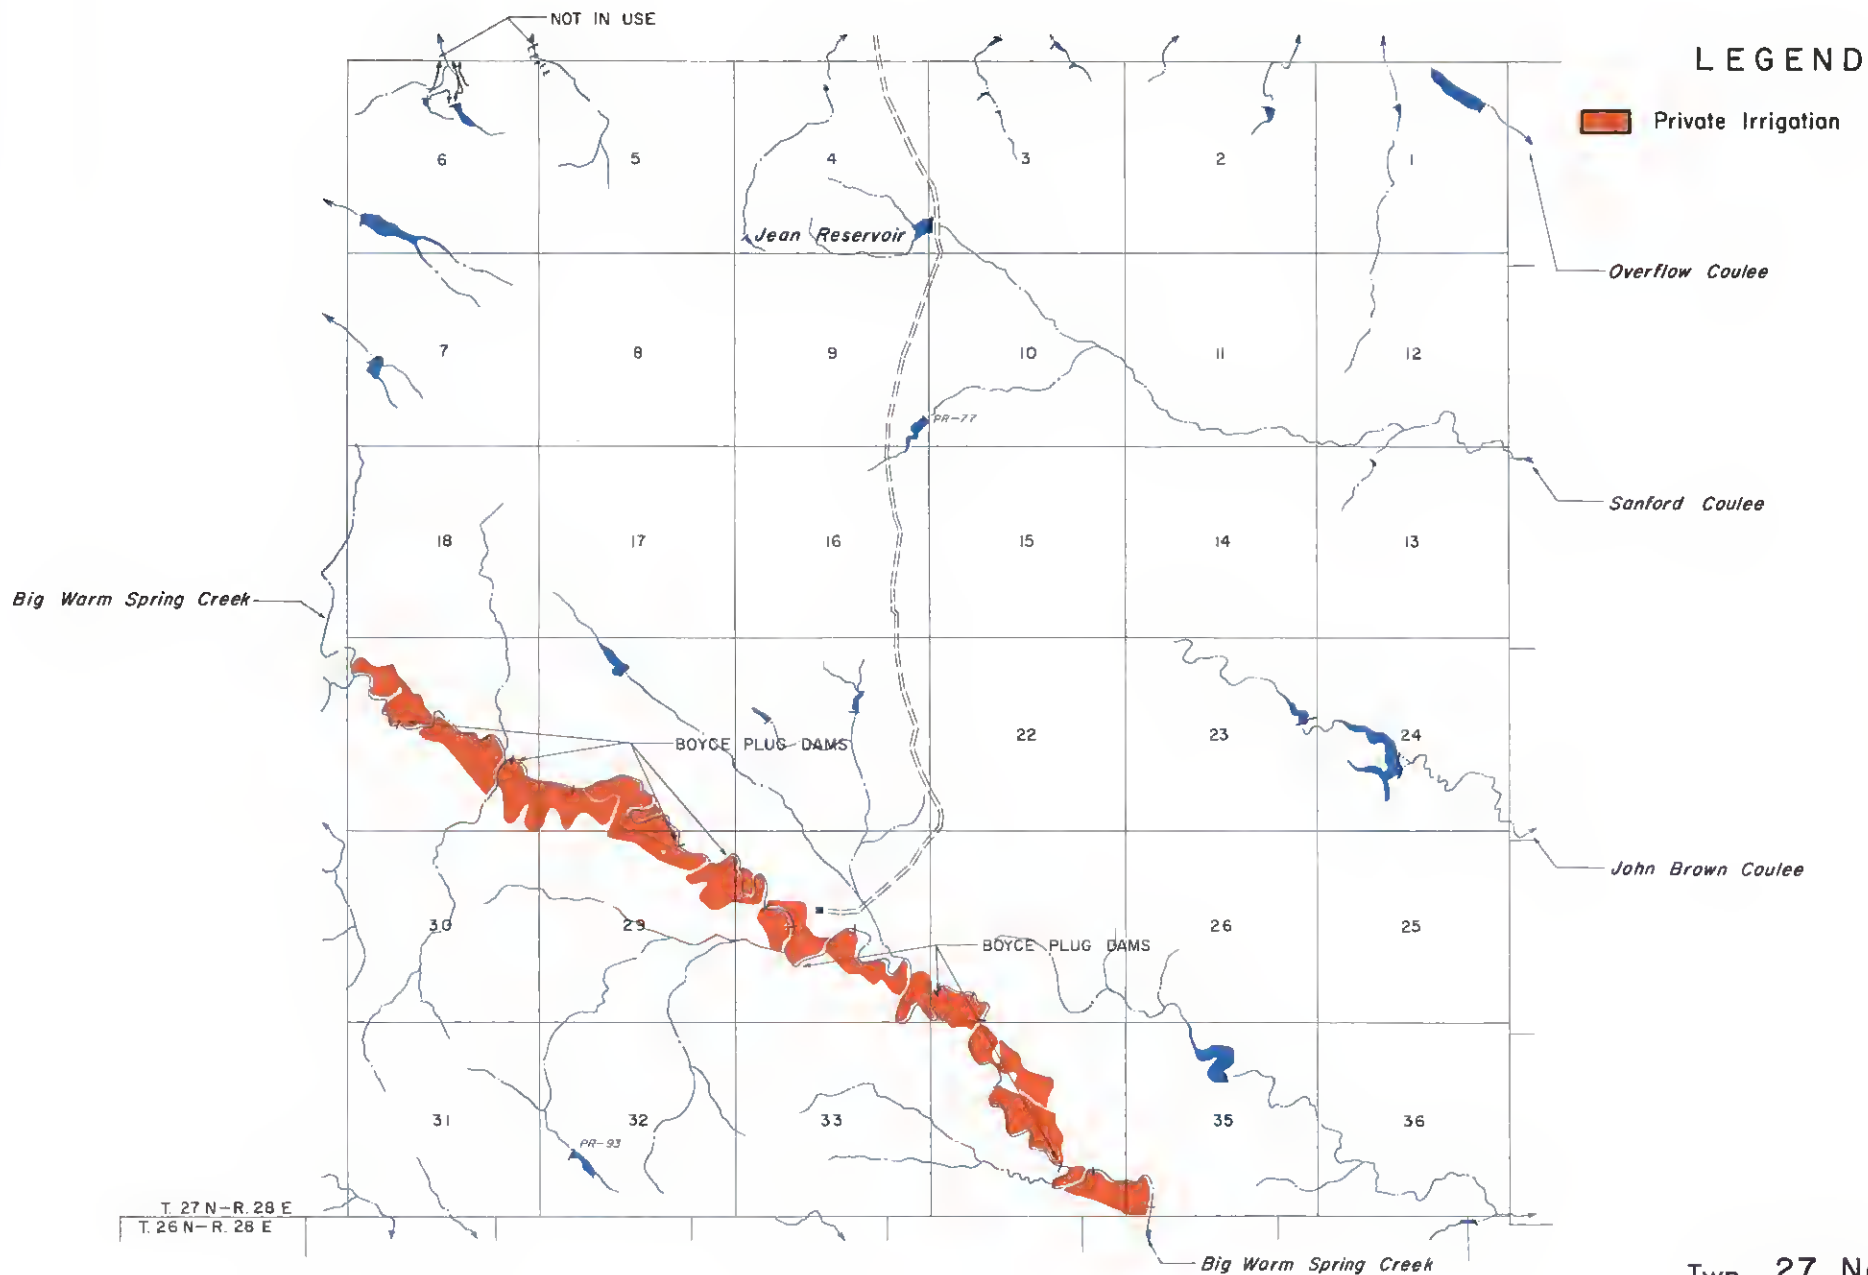 NOT IN USE
LEGEND
Private Irrigation
6 5 4 3 2 1
Jean Reservoir
Overflow Coulee
7 8 9 10 11 12
PR-77
Sanford Coulee
18 17 16 15 14 13
Big Warm Spring Creek
22 23 24
BOYCE PLUG DAMS
John Brown Coulee
30 29 26 25
BOYCE PLUG DAMS
31 32 33 35 36
PR-93
T. 27 N-R. 28 E
T. 26 N-R. 28 E
Big Warm Spring Creek
TWP. 27 N